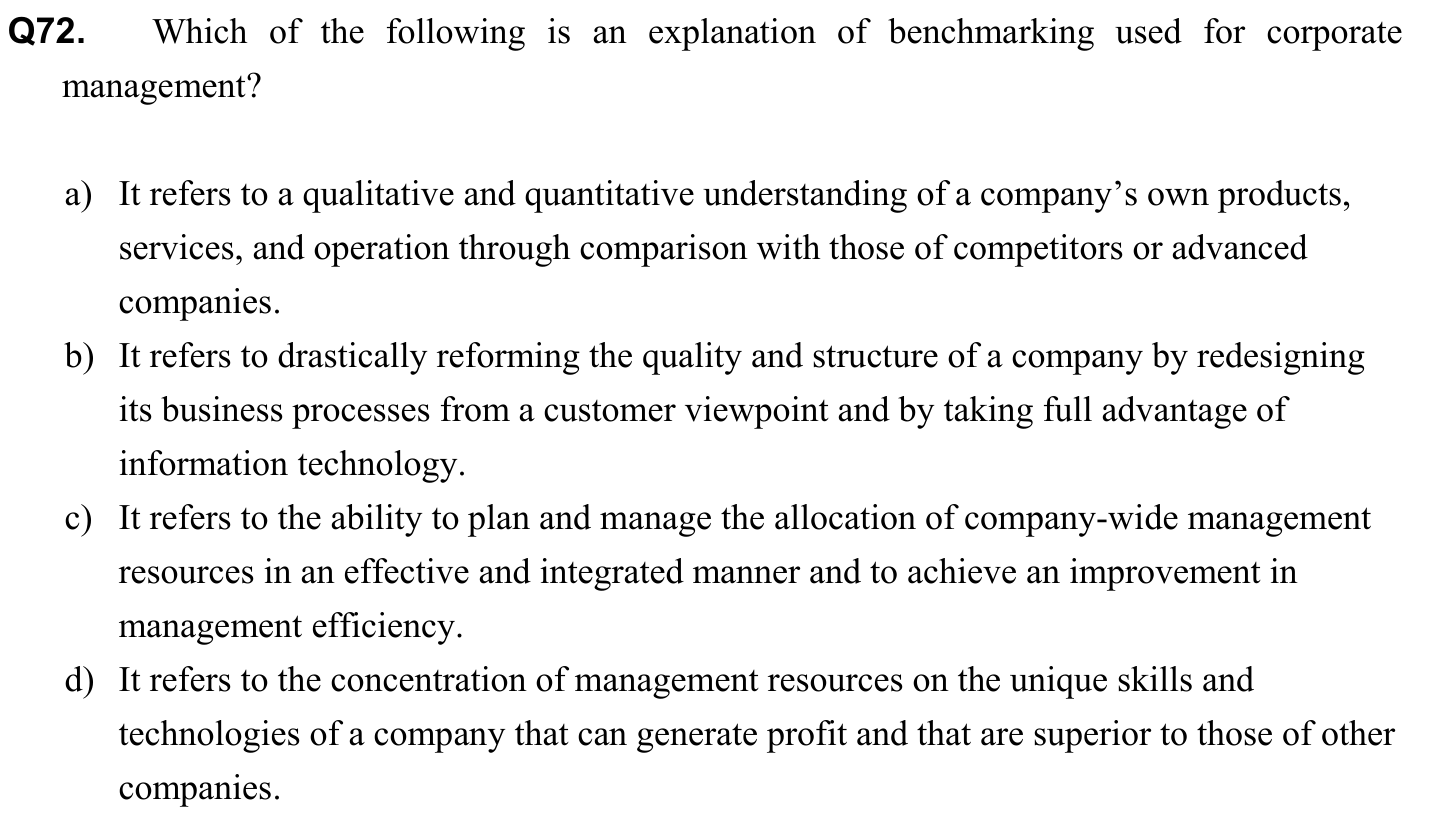 Q72. Which of the following is an explanation of benchmarking used for corporate
management?
a) It refers to a qualitative and quantitative understanding of a company’s own products,
services, and operation through comparison with those of competitors or advanced
companies.
b) It refers to drastically reforming the quality and structure of a company by redesigning
its business processes from a customer viewpoint and by taking full advantage of
information technology.
c) It refers to the ability to plan and manage the allocation of company-wide management
resources in an effective and integrated manner and to achieve an improvement in
management efficiency.
d) It refers to the concentration of management resources on the unique skills and
technologies of a company that can generate profit and that are superior to those of other
companies.